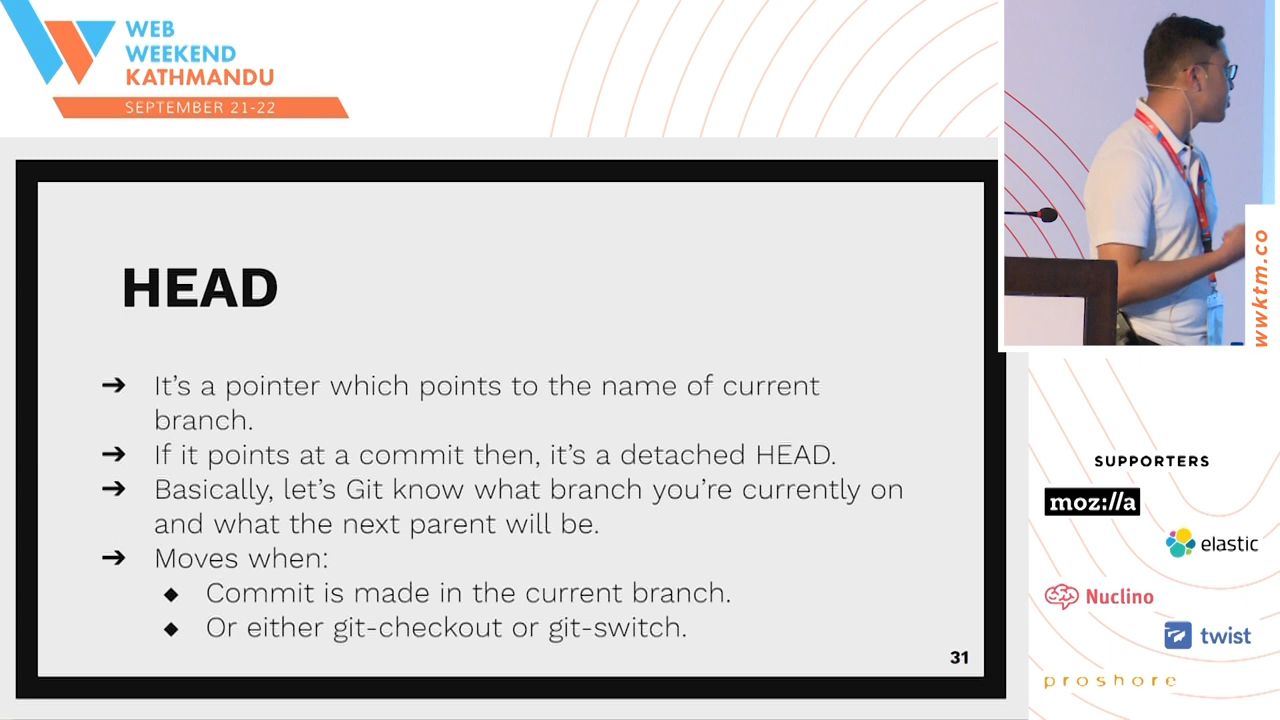 WEB
WEEKEND
KATHMANDU
SEPTEMBER 21-22
HEAD
➔ It's a pointer which points to the name of current
branch.
➔ If it points at a commit then, it's a detached HEAD.
➔ Basically, let's Git know what branch you're currently on
and what the next parent will be.
➔ Moves when:
◆ Commit is made in the current branch.
◆ Or either git-checkout or git-switch.
31
wwktm.co
SUPPORTERS
moz://a
elastic
Nuclino
twist
proshore